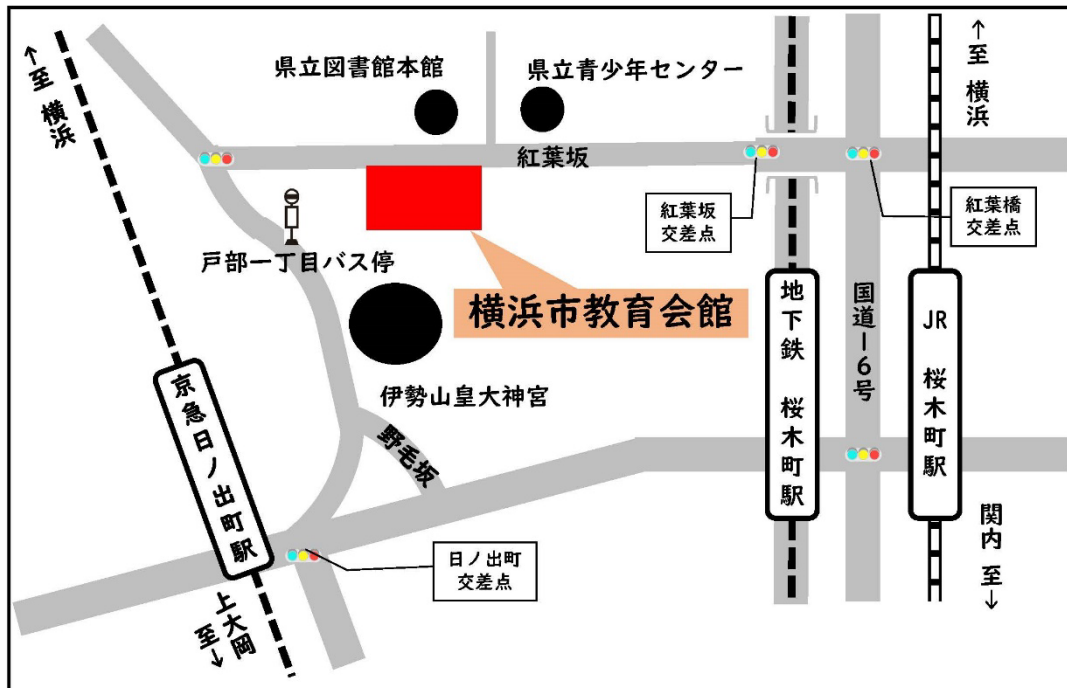 県立図書館本館
県立青少年センター
↑至 横浜
↑至 横浜
紅葉坂
紅葉坂
交差点
紅葉橋
交差点
戸部一丁目バス停
横浜市教育会館
地下鉄 桜木町駅
国道16号
JR 桜木町駅
伊勢山皇大神宮
京急日ノ出町駅
野毛坂
日ノ出町
交差点
上大岡
至↓
関内 至↓